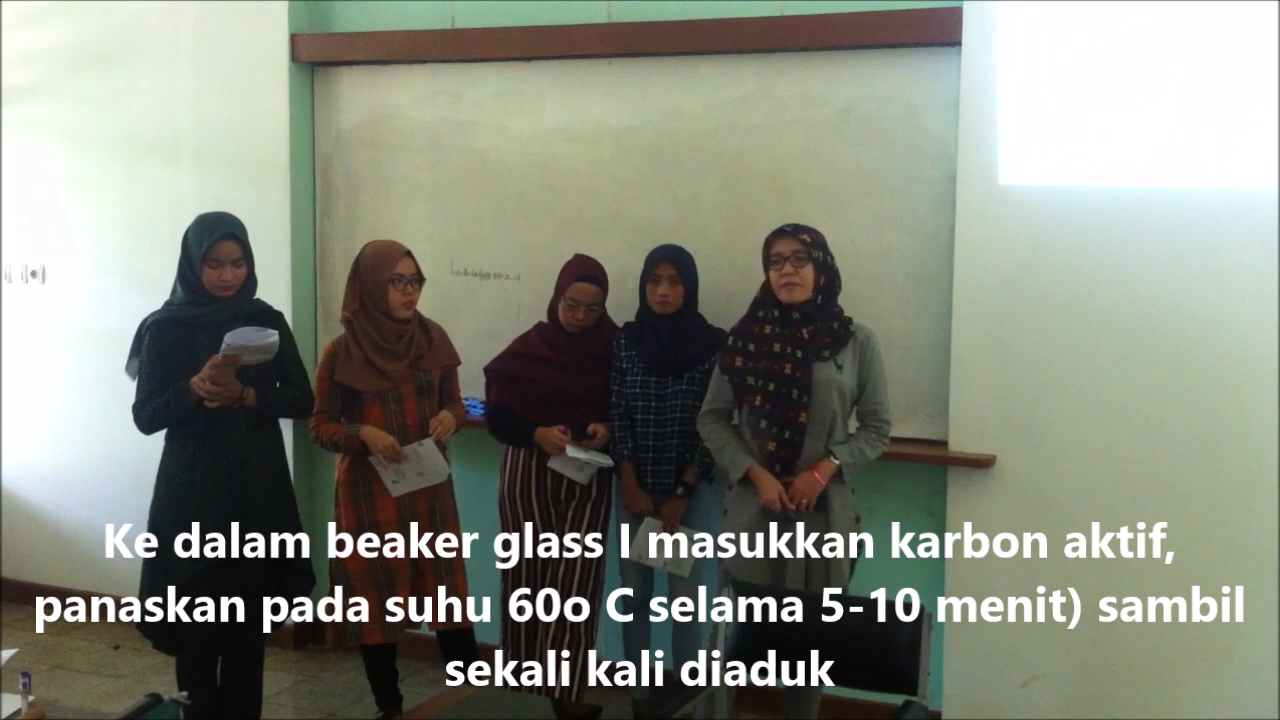 Ke dalam beaker glass I masukkan karbon aktif,
panaskan pada suhu 60o C selama 5-10 menit) sambil
sekali kali diaduk